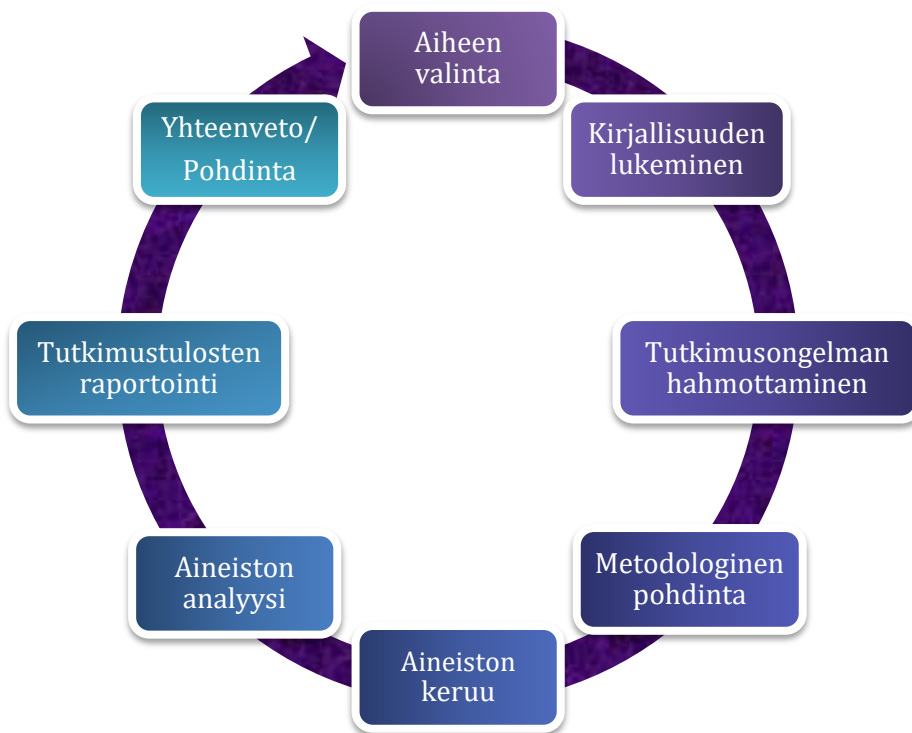 Aiheen
valinta
Kirjallisuuden
lukeminen
Tutkimusongelman
hahmottaminen
Metodologinen
pohdinta
Aineiston
keruu
Aineiston
analyysi
Tutkimustulosten
raportointi
Yhteenveto/
Pohdinta